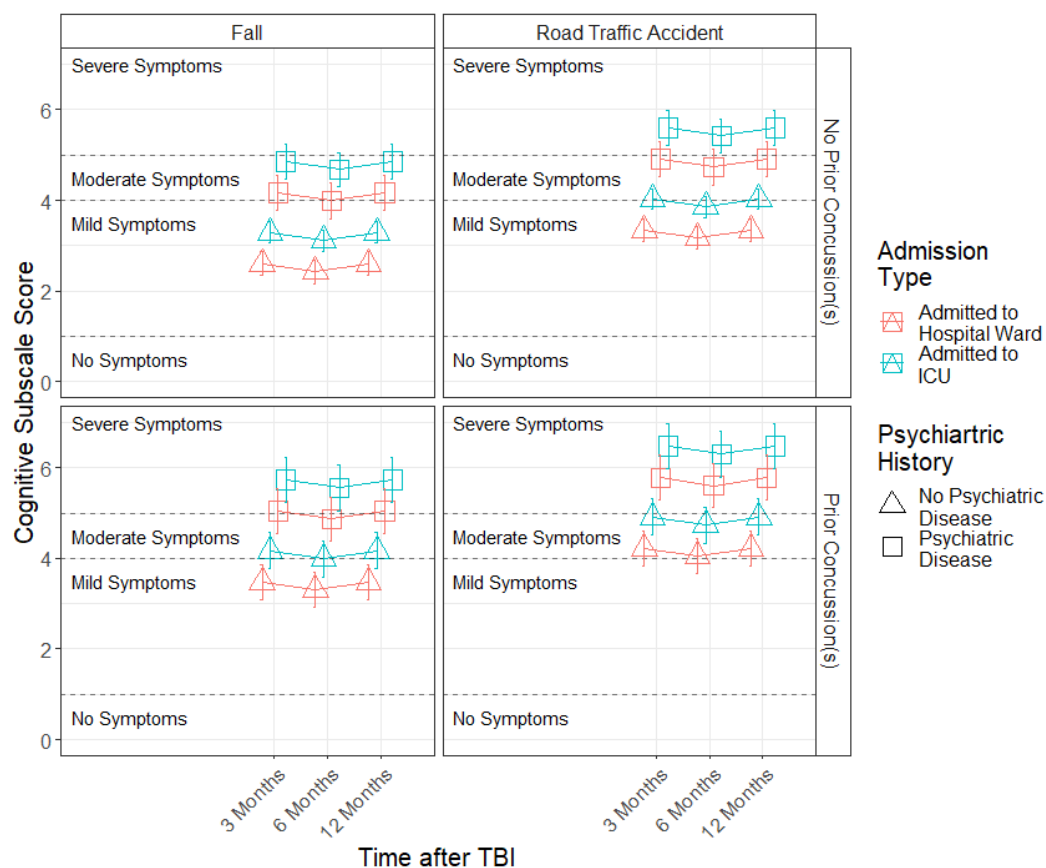 Fall
Road Traffic Accident
Cognitive Subscale Score
Severe Symptoms
Moderate Symptoms
Mild Symptoms
No Symptoms
6
4
2
0
Severe Symptoms
Moderate Symptoms
Mild Symptoms
No Symptoms
No Prior Concussion(s)
Severe Symptoms
Moderate Symptoms
Mild Symptoms
No Symptoms
6
4
2
0
Severe Symptoms
Moderate Symptoms
Mild Symptoms
No Symptoms
Prior Concussion(s)
3 Months
6 Months
12 Months
3 Months
6 Months
12 Months
Time after TBI
Admission
Type
Admitted to
Hospital Ward
Admitted to
ICU
Psychiartric
History
No Psychiatric
Disease
Psychiatric
Disease